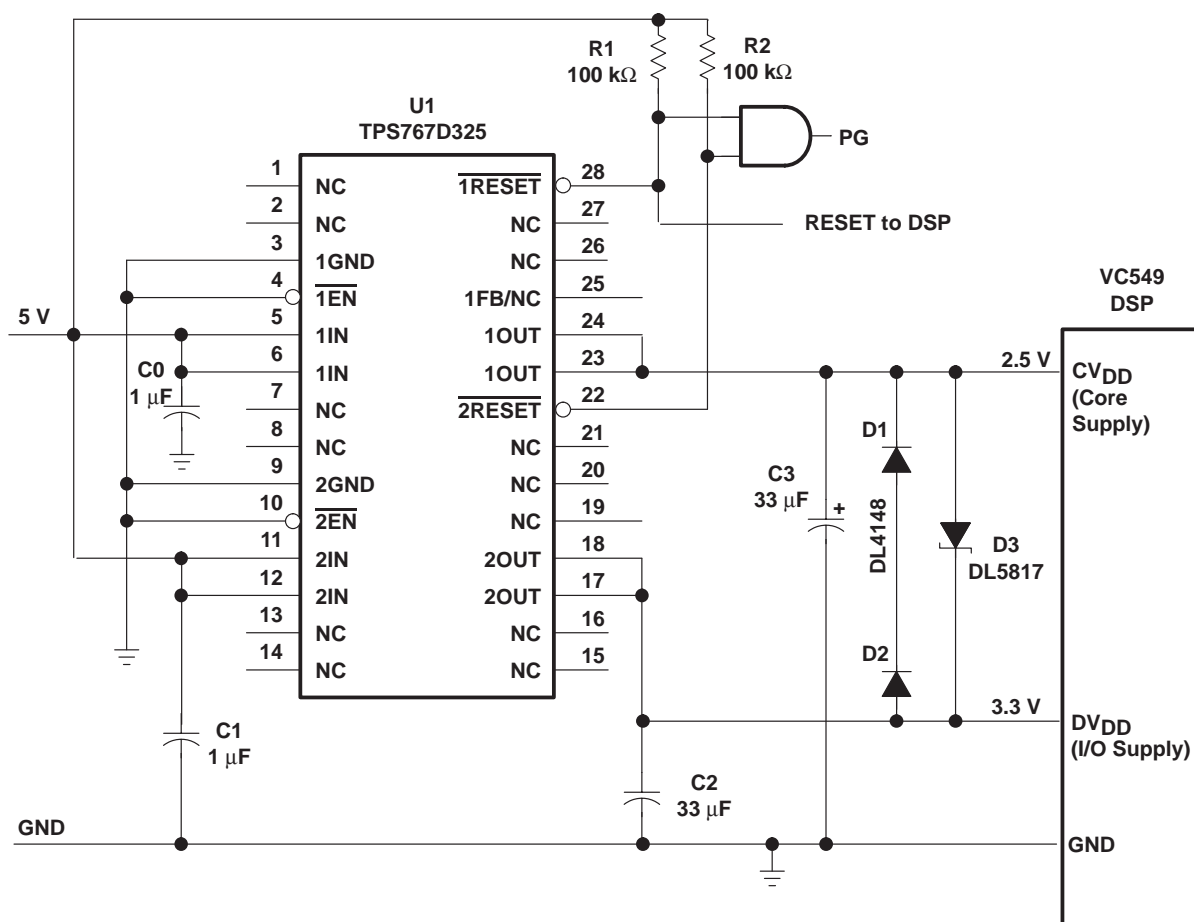 R1
100 kΩ
R2
100 kΩ
U1
TPS767D325
PG
1 NC 1RESET 28
2 NC NC 27
3 1GND NC 26
4 1EN 1FB/NC 25
5 1IN 1OUT 24
6 1IN 1OUT 23
7 NC 2RESET 22
8 NC NC 21
9 2GND NC 20
10 2EN NC 19
11 2IN 2OUT 18
12 2IN 2OUT 17
13 NC NC 16
14 NC NC 15
RESET to DSP
VC549
DSP
5 V
C0
1 μF
2.5 V
CVDD
(Core
Supply)
D1
C3
33 μF
+
DL4148
D3
DL5817
D2
3.3 V
DVDD
(I/O Supply)
C1
1 μF
C2
33 μF
GND
GND